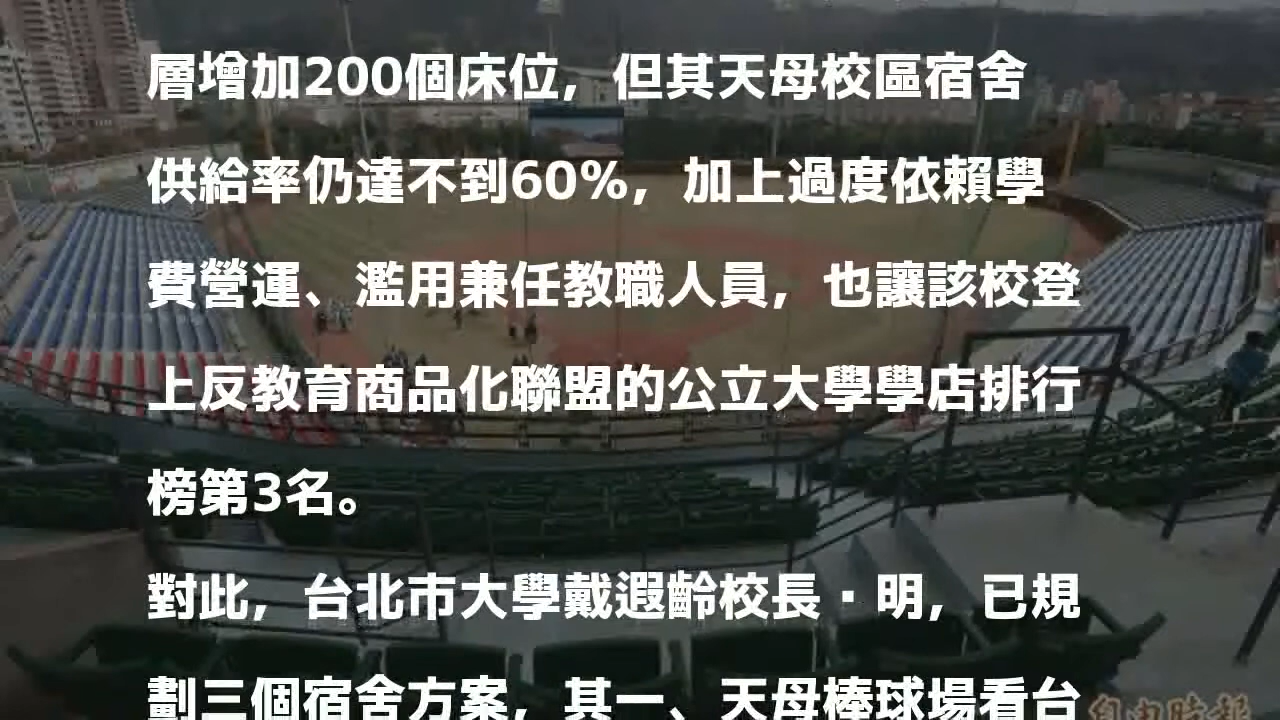 層增加200個床位，但其天母校區宿舍
供給率仍達不到60%，加上過度依賴學
費營運、濫用兼任教職人員，也讓該校登
上反教育商品化聯盟的公立大學學店排行
榜第3名。
對此，台北市大學戴遐齡校長▪明，已規
劃三個宿舍方案，其一、天母棒球場看台
自由時報